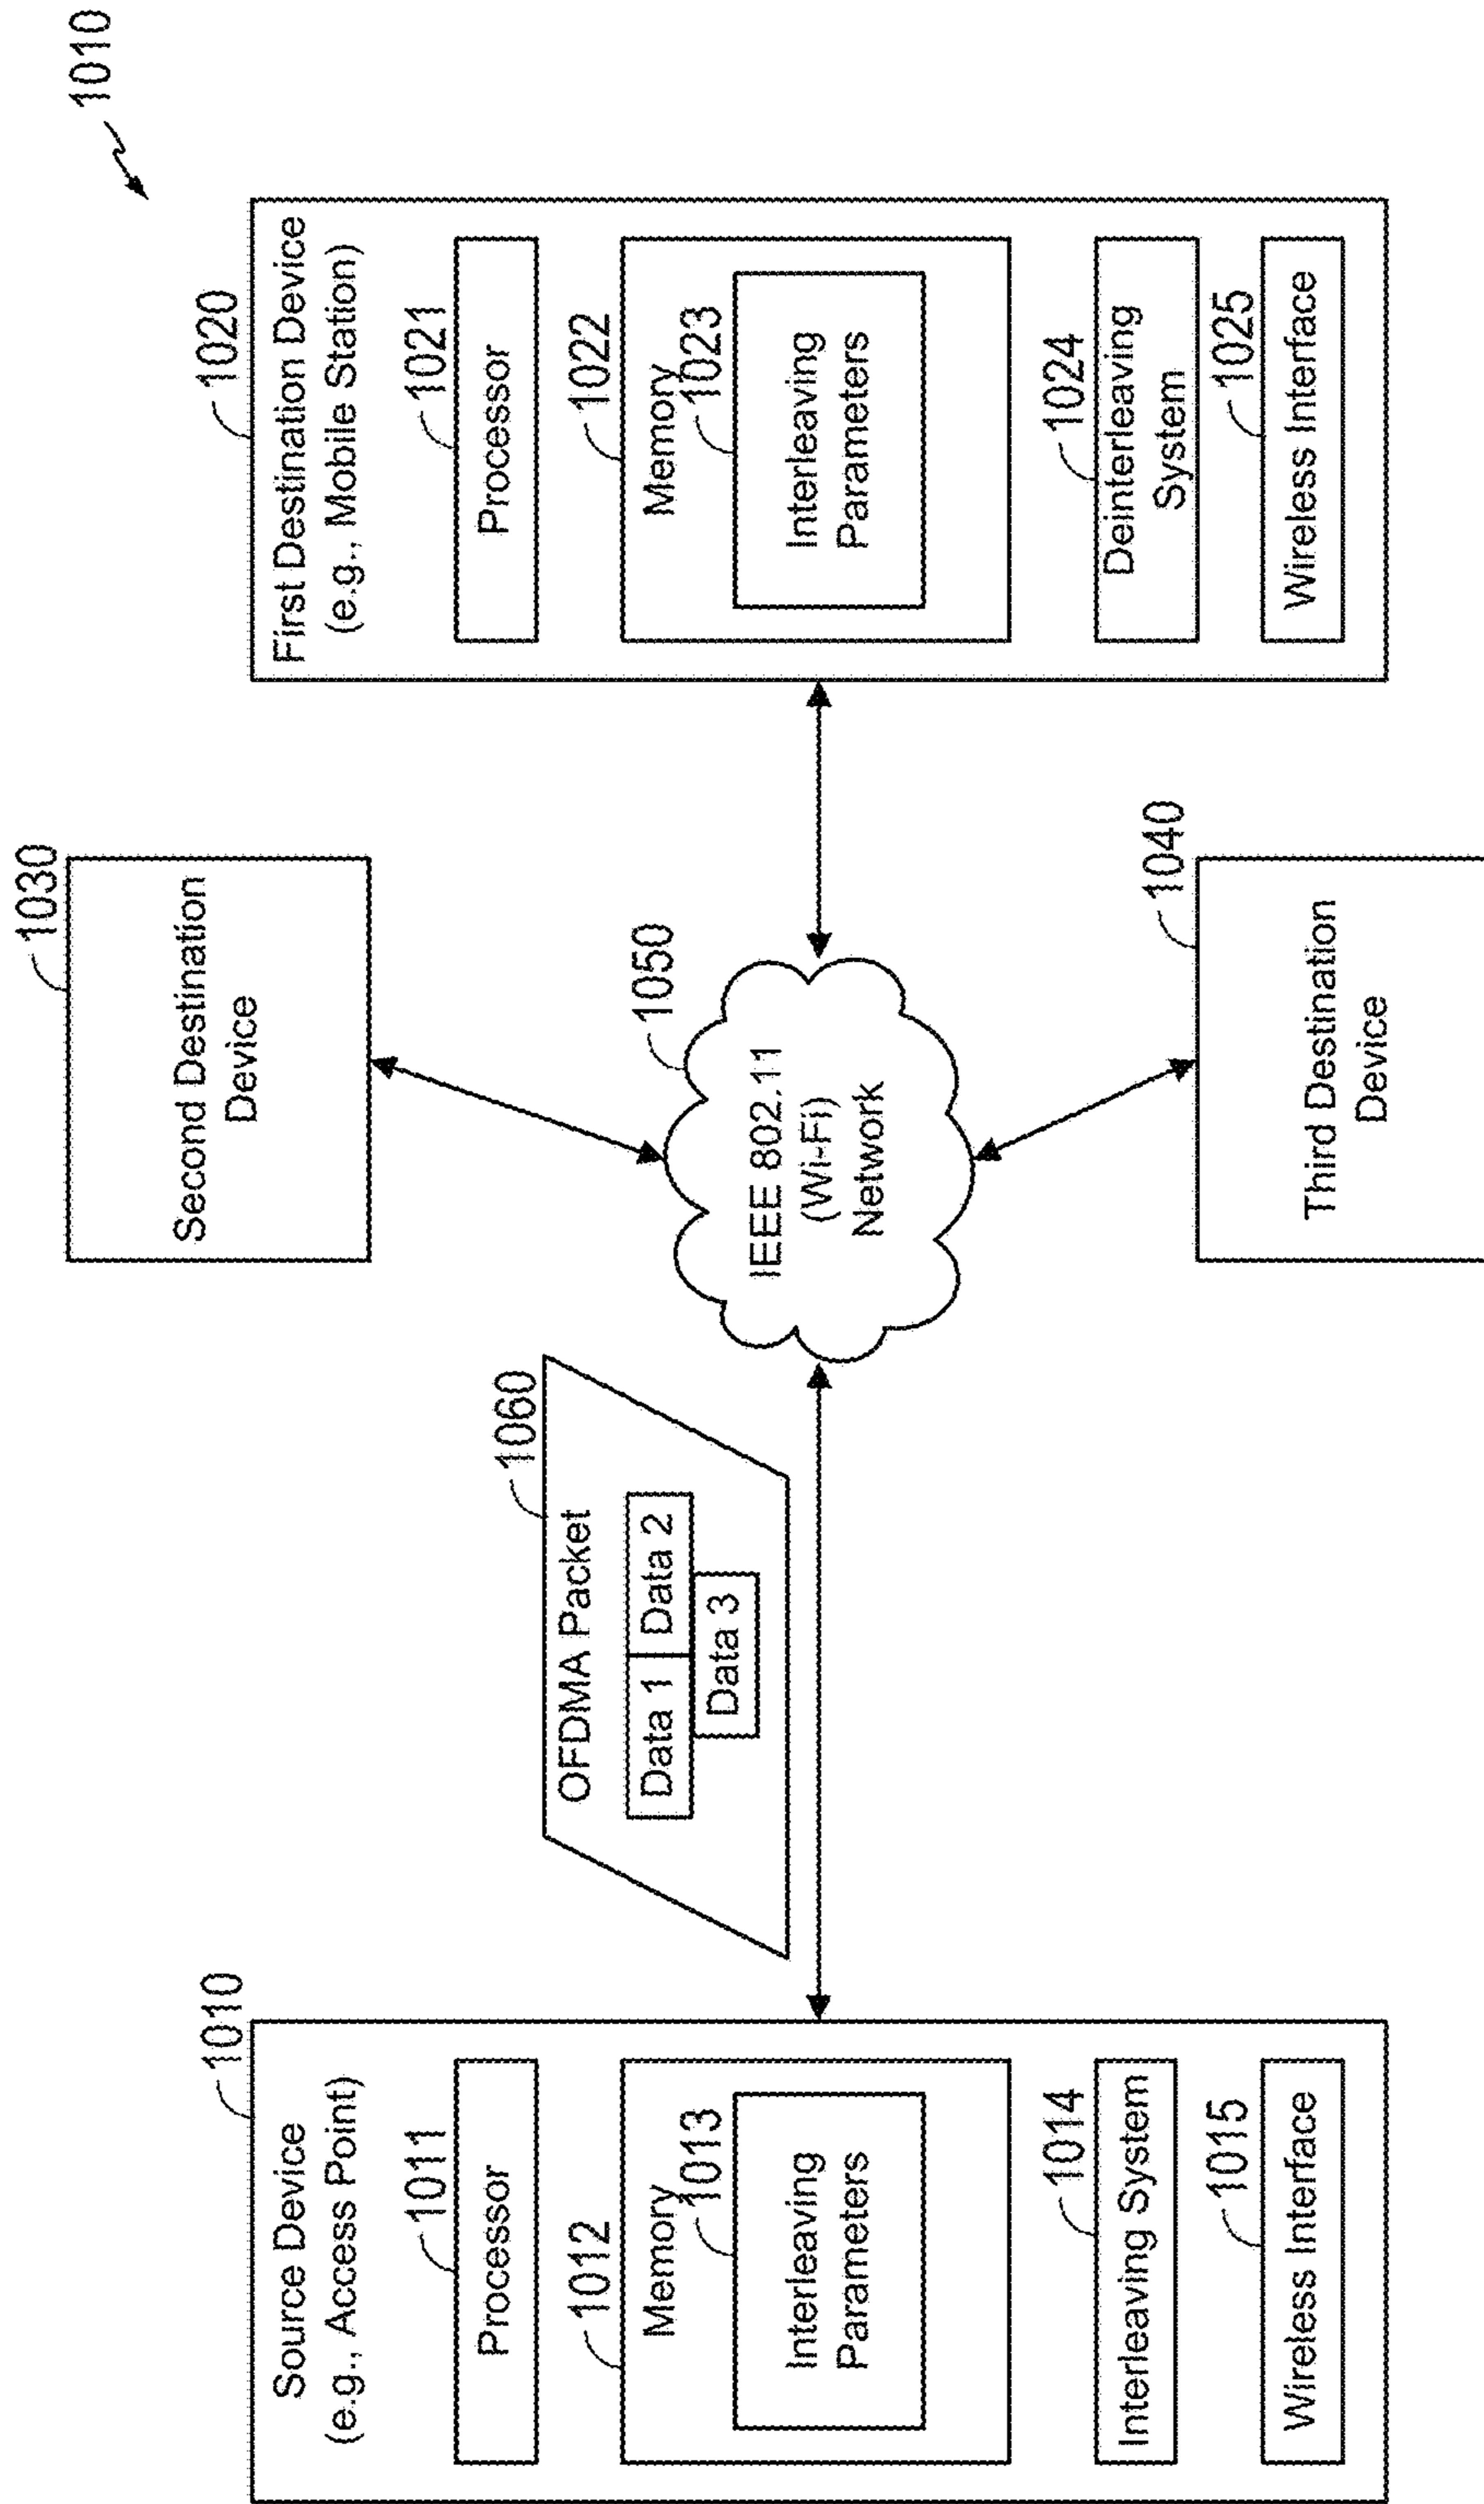 1010
Source Device
(e.g., Access Point)
1010
Processor
1011
Memory
1012
Interleaving
Parameters
1013
Interleaving System
1014
Wireless Interface
1015
OFDMA Packet
1060
Data 1
Data 2
Data 3
Second Destination
Device
1030
IEEE 802.11
(Wi-Fi)
Network
1050
Third Destination
Device
1040
First Destination Device
(e.g., Mobile Station)
1020
Processor
1021
Memory
1022
Interleaving
Parameters
1023
Deinterleaving
System
1024
Wireless Interface
1025